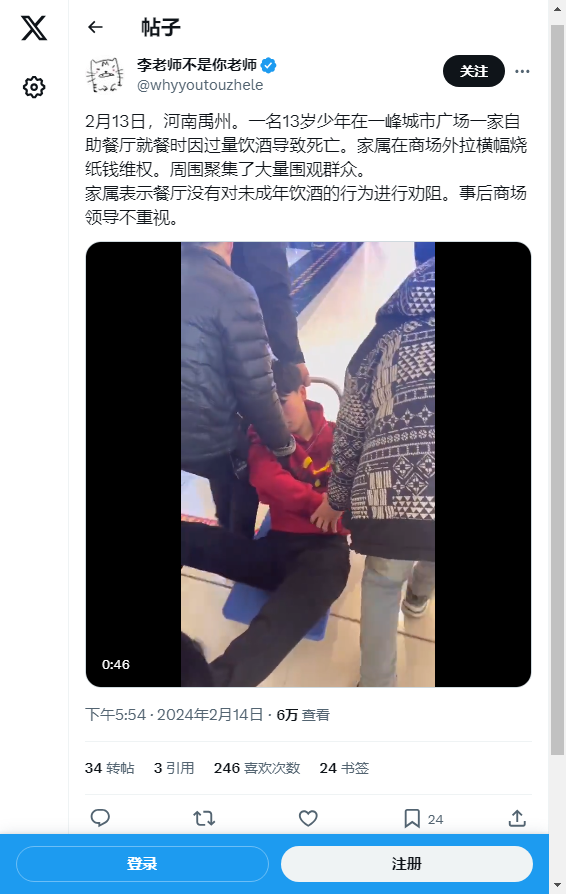 帖子
李老师不是你老师
@whyyoutouzhele
关注
2月13日，河南禹州。一名13岁少年在一峰城市广场一家自
助餐厅就餐时因过量饮酒导致死亡。家属在商场外拉横幅烧
纸钱维权。周围聚集了大量围观群众。
家属表示餐厅没有对未成年饮酒的行为进行劝阻。事后商场
领导不重视。
0:46
下午5:54 · 2024年2月14日 · 6万 查看
34 转帖 3 引用 246 喜欢次数 24 书签
24
登录
注册